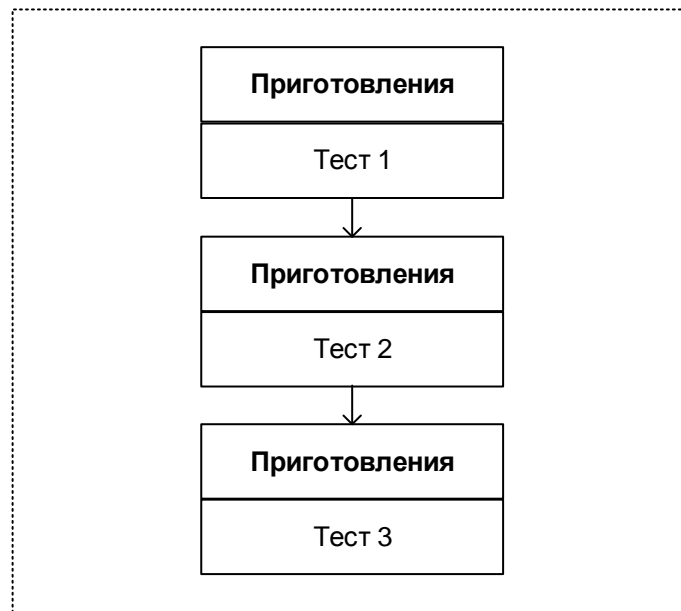 Приготовления
Тест 1
Приготовления
Тест 2
Приготовления
Тест 3